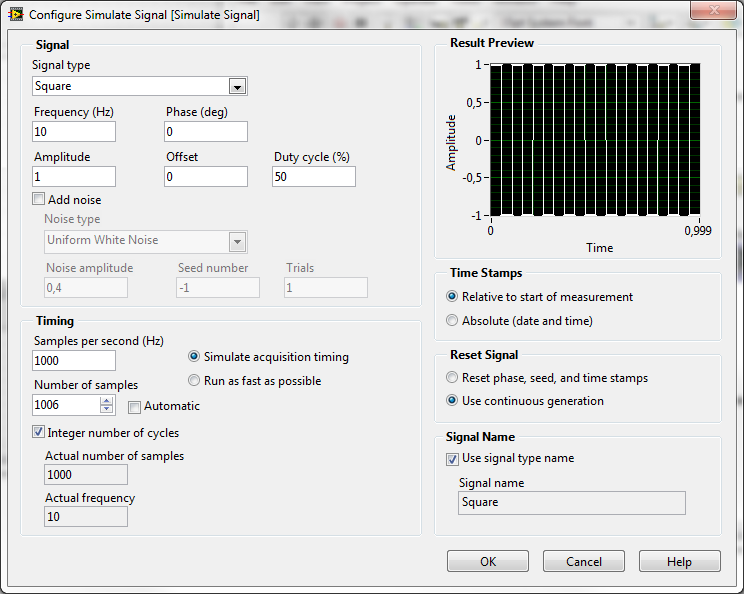 Configure Simulate Signal [Simulate Signal]
Signal
Signal type
Square
Frequency (Hz) Phase (deg)
10 0
Amplitude Offset Duty cycle (%)
1 0 50
Add noise
Noise type
Uniform White Noise
Noise amplitude Seed number Trials
0,4 -1 1
Timing
Samples per second (Hz)
1000
Simulate acquisition timing
Run as fast as possible
Number of samples
1006
Automatic
Integer number of cycles
Actual number of samples
1000
Actual frequency
10
Result Preview
Amplitude
1
0,5
0
-0,5
-1
0 0,999
Time
Time Stamps
Relative to start of measurement
Absolute (date and time)
Reset Signal
Reset phase, seed, and time stamps
Use continuous generation
Signal Name
Use signal type name
Signal name
Square
OK Cancel Help